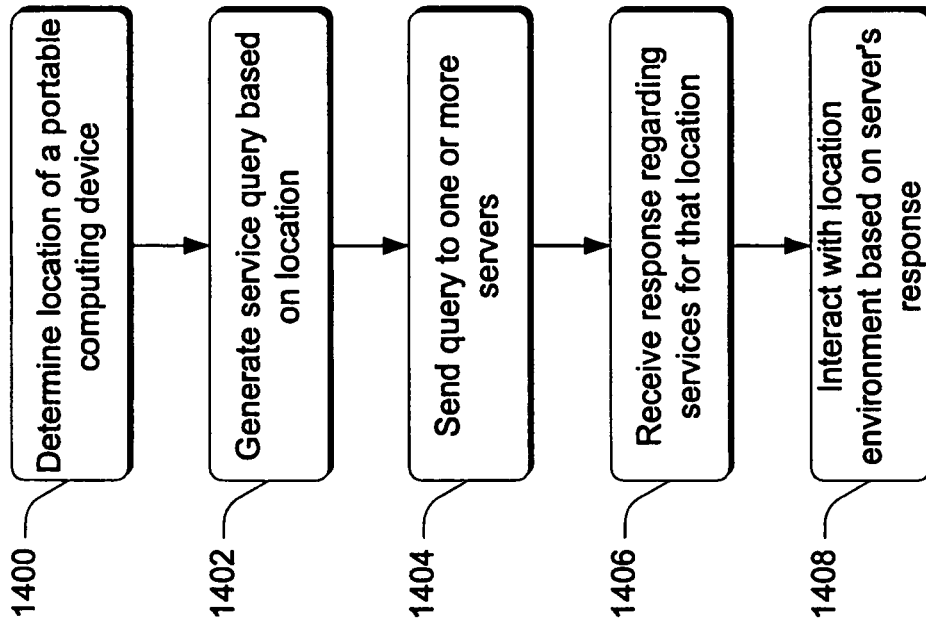 1400
Determine location of a portable
computing device
1402
Generate service query based
on location
1404
Send query to one or more
servers
1406
Receive response regarding
services for that location
1408
Interact with location
environment based on server's
response